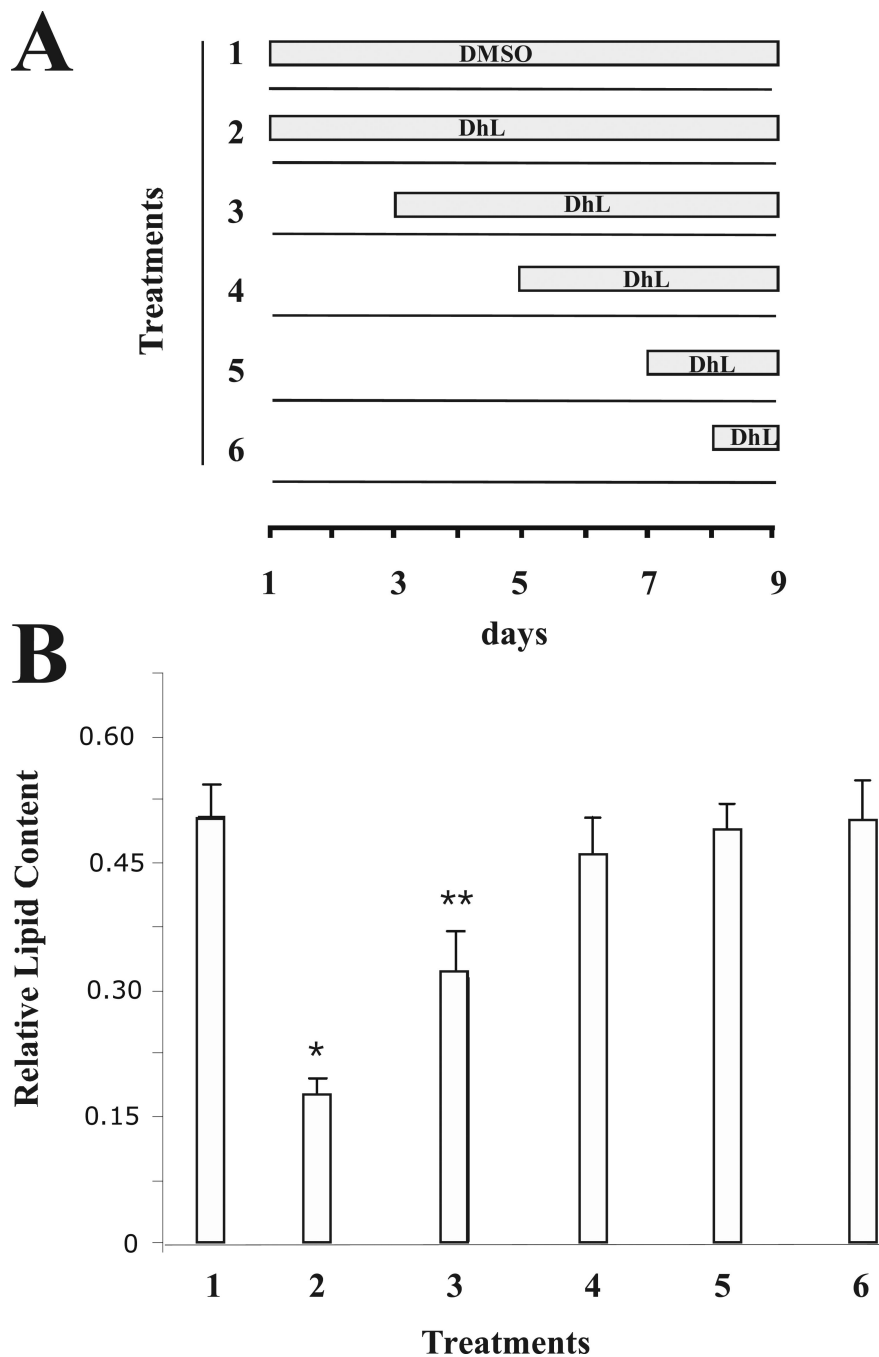 A
Treatments
1 DMSO
2 DhL
3 DhL
4 DhL
5 DhL
6 DhL
1 3 5 7 9
days
B
Relative Lipid Content
0.60
0.45
0.30
0.15
0
*
**
1 2 3 4 5 6
Treatments